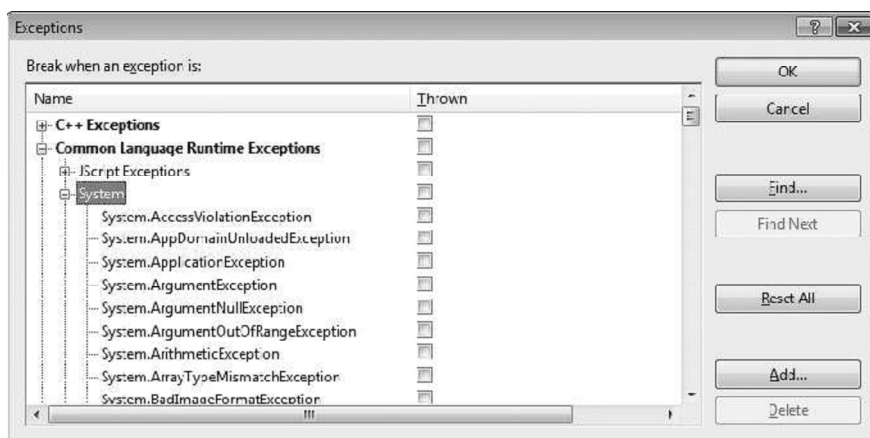 Exceptions
Break when an exception is:
Name Thrown
C++ Exceptions
Common Language Runtime Exceptions
JScript Exceptions
System
System.AccessViolationException
System.AppDomainUnloadedException
System.ApplicationException
System.ArgumentException
System.ArgumentNullException
System.ArgumentOutOfRangeException
System.ArithmeticException
System.ArrayTypeMismatchException
System.BadImageFormatException
OK
Cancel
Find...
Find Next
Reset All
Add...
Delete